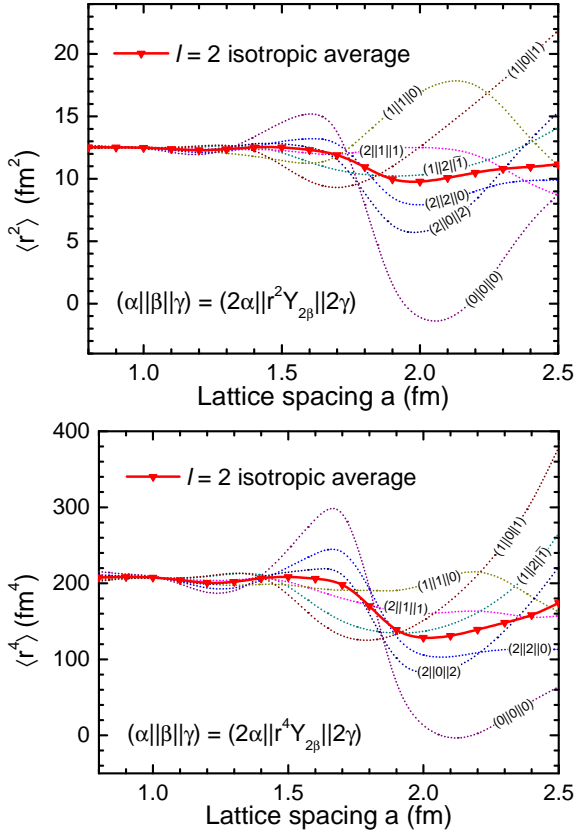 l = 2 isotropic average
20
15
10
5
0
⟨r²⟩ (fm²)
(1||1||0)
(1||0||1)
(2||1||1)
(1||2||1̄)
(2||2||0)
(2||0||2)
(0||0||0)
(α||β||γ) = (2α||r²Y₂β||2γ)
1.0 1.5 2.0 2.5
Lattice spacing a (fm)
400
300
200
100
0
⟨r⁴⟩ (fm⁴)
l = 2 isotropic average
(1||0||1)
(1||1||0)
(1||2||1̄)
(2||1||1)
(2||2||0)
(2||0||2)
(0||0||0)
(α||β||γ) = (2α||r⁴Y₂β||2γ)
1.0 1.5 2.0 2.5
Lattice spacing a (fm)